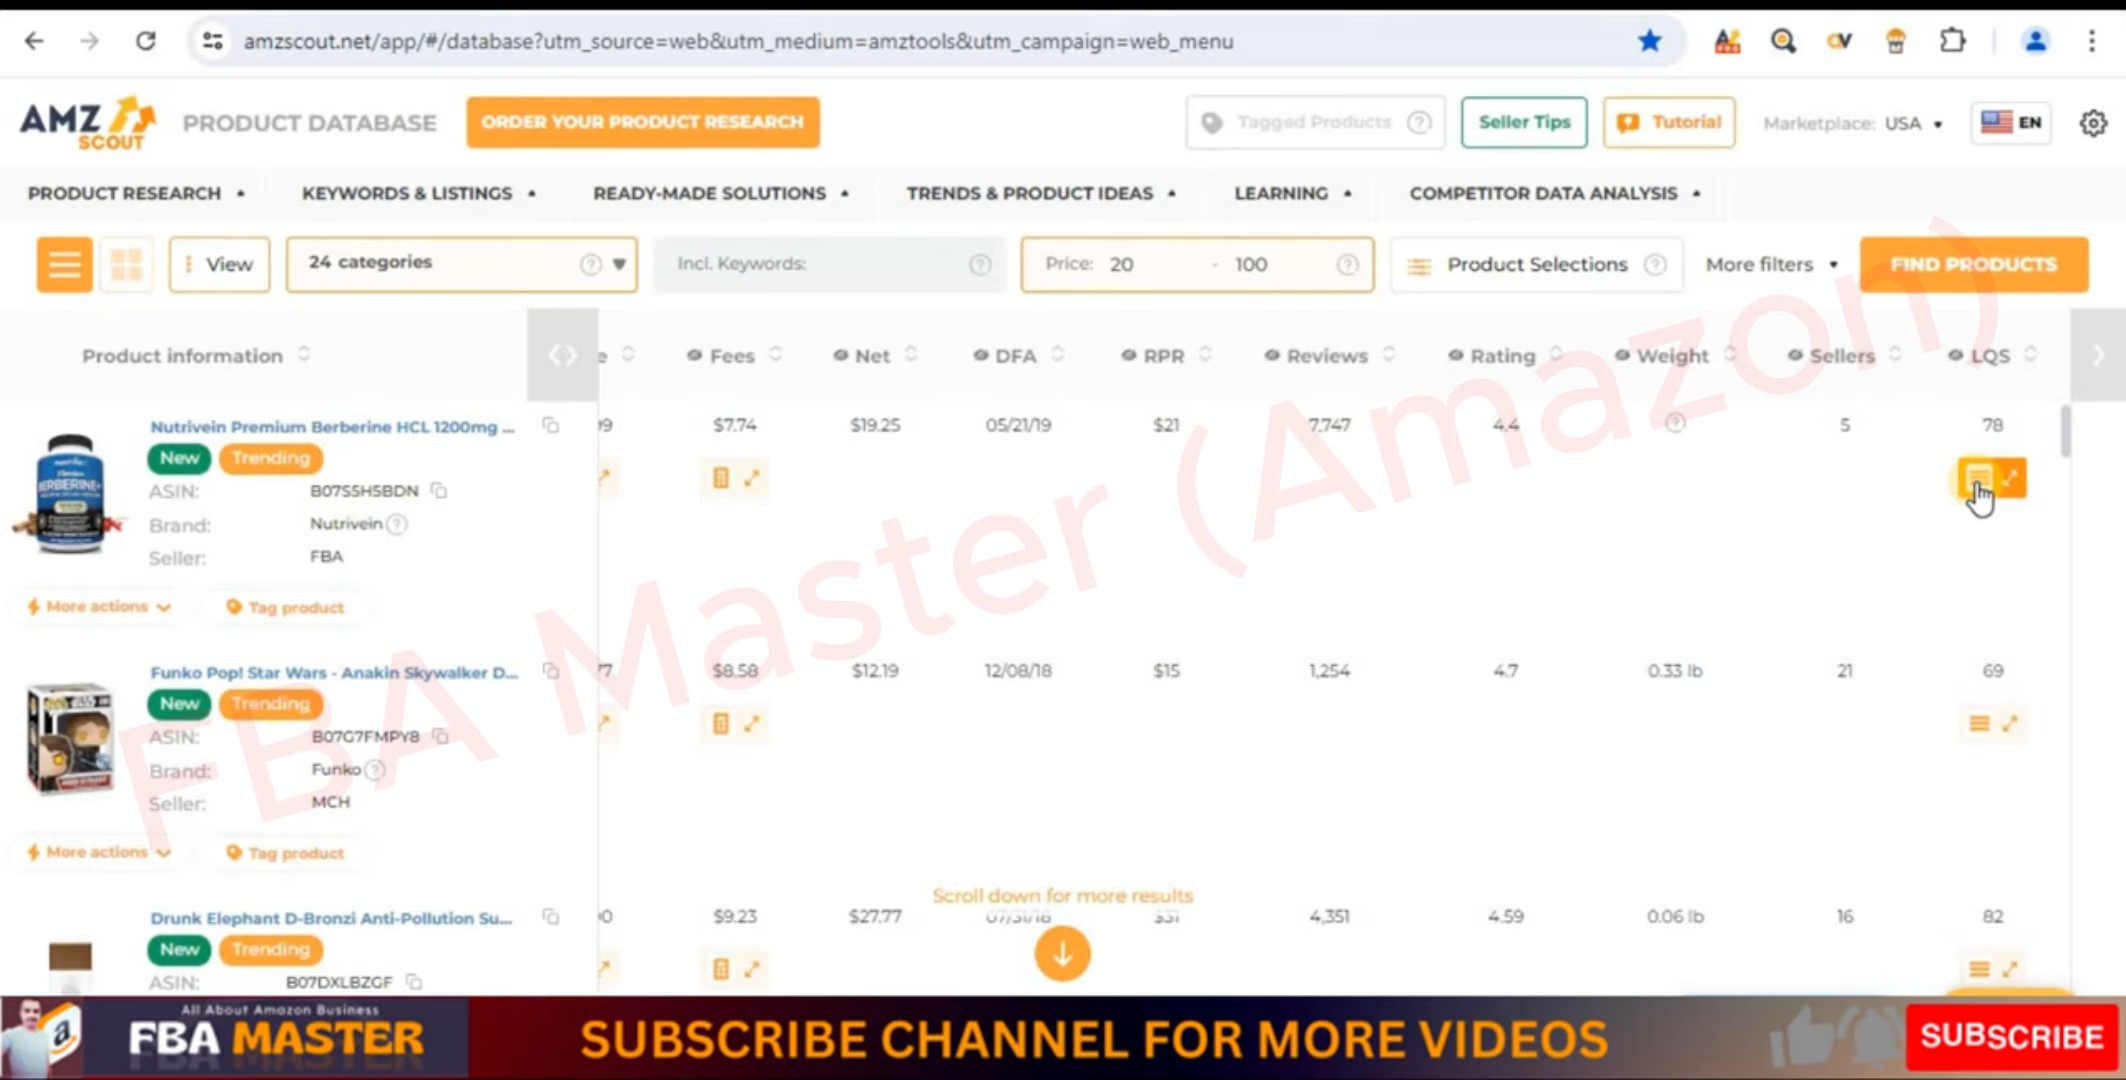 amzscout.net/app/#/database?utm_source=web&utm_medium=amztools&utm_campaign=web_menu
AMZ SCOUT
PRODUCT DATABASE
ORDER YOUR PRODUCT RESEARCH
Tagged Products
Seller Tips
Tutorial
Marketplace: USA
EN
PRODUCT RESEARCH
KEYWORDS & LISTINGS
READY-MADE SOLUTIONS
TRENDS & PRODUCT IDEAS
LEARNING
COMPETITOR DATA ANALYSIS
View
24 categories
Incl. Keywords:
Price: 20 - 100
Product Selections
More filters
FIND PRODUCTS
Product information
e Fees Net DFA RPR Reviews Rating Weight Sellers LQS
Nutrivein Premium Berberine HCL 1200mg ...
New Trending
ASIN: B07S5H5BDN
Brand: Nutrivein
Seller: FBA
More actions Tag product
9 $7.74 $19.25 05/21/19 $21 7,747 4.4 5 78
Funko Pop! Star Wars - Anakin Skywalker D...
New Trending
ASIN: B07G7FMPY8
Brand: Funko
Seller: MCH
More actions Tag product
7 $8.58 $12.19 12/08/18 $15 1,254 4.7 0.33 lb 21 69
Drunk Elephant D-Bronzi Anti-Pollution Su...
New Trending
ASIN: B07DXLBZGF
0 $9.23 $27.77 07/31/18 $31 4,351 4.59 0.06 lb 16 82
Scroll down for more results
FBA Master (Amazon)
All About Amazon Business
FBA MASTER
SUBSCRIBE CHANNEL FOR MORE VIDEOS
SUBSCRIBE